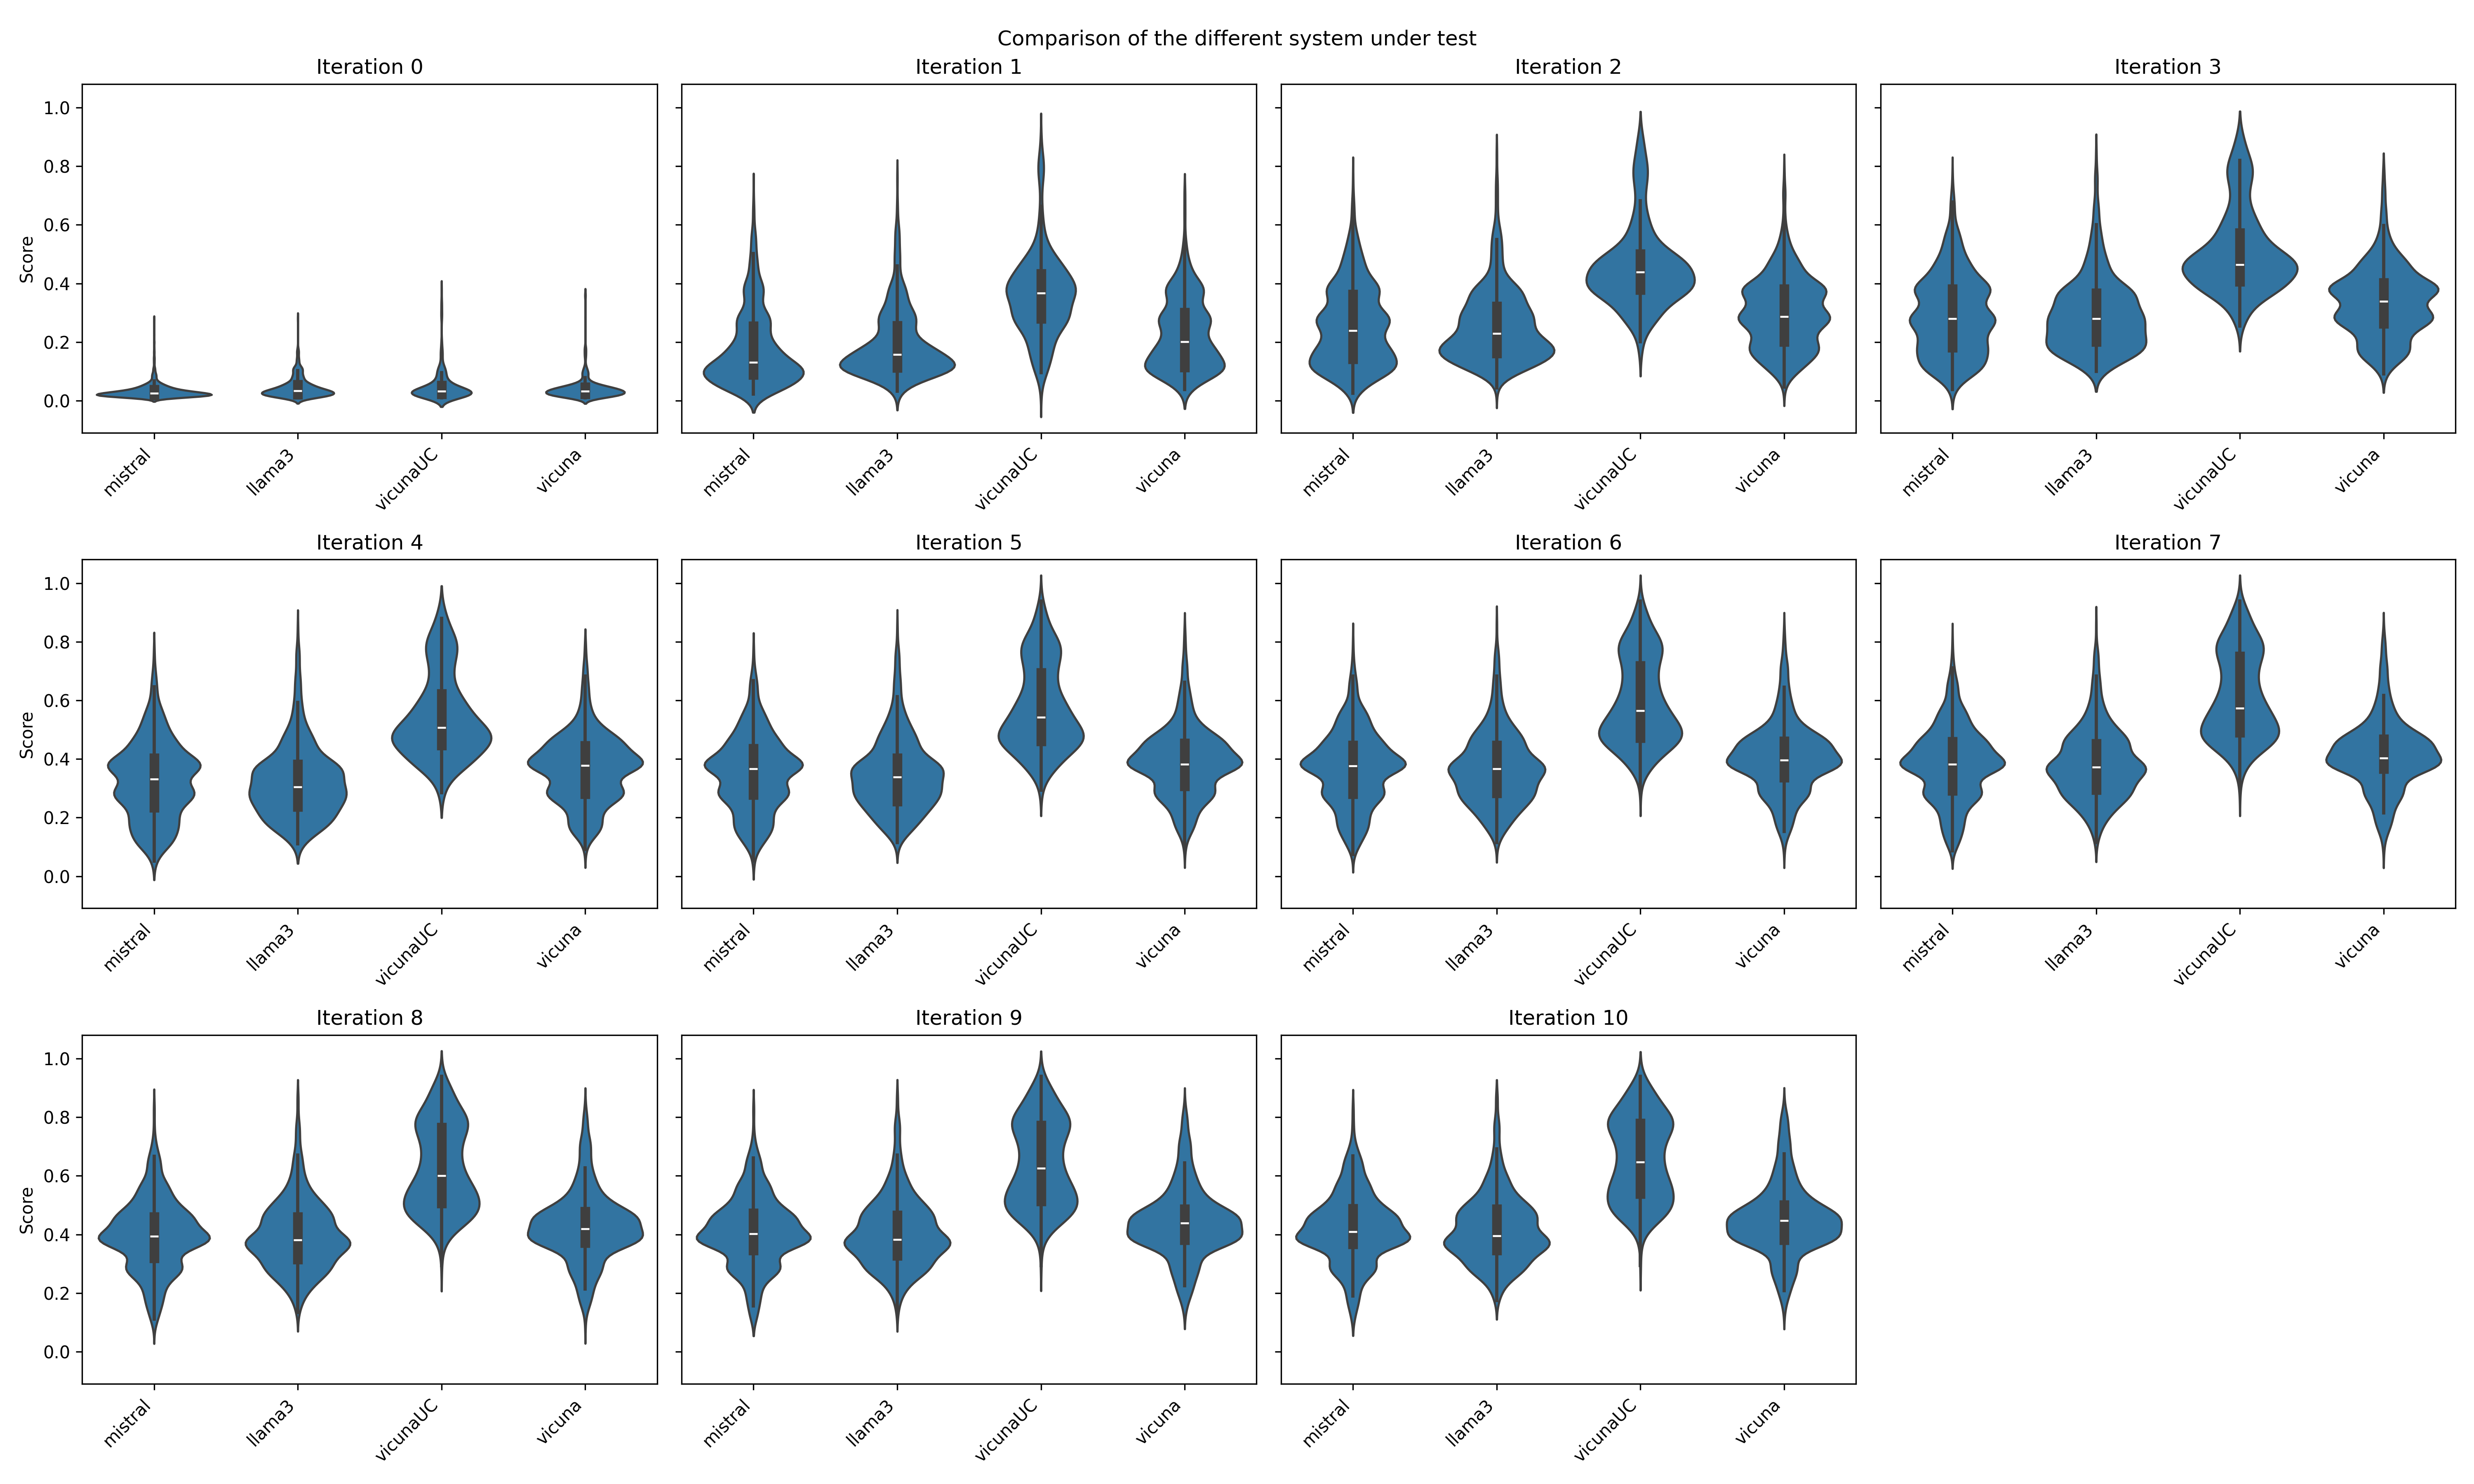 Comparison of the different system under test
Iteration 0
Iteration 1
Iteration 2
Iteration 3
Score
1.0
0.8
0.6
0.4
0.2
0.0
mistral
llama3
vicunaUC
vicuna
mistral
llama3
vicunaUC
vicuna
mistral
llama3
vicunaUC
vicuna
mistral
llama3
vicunaUC
vicuna
Iteration 4
Iteration 5
Iteration 6
Iteration 7
Score
1.0
0.8
0.6
0.4
0.2
0.0
mistral
llama3
vicunaUC
vicuna
mistral
llama3
vicunaUC
vicuna
mistral
llama3
vicunaUC
vicuna
mistral
llama3
vicunaUC
vicuna
Iteration 8
Iteration 9
Iteration 10
Score
1.0
0.8
0.6
0.4
0.2
0.0
mistral
llama3
vicunaUC
vicuna
mistral
llama3
vicunaUC
vicuna
mistral
llama3
vicunaUC
vicuna